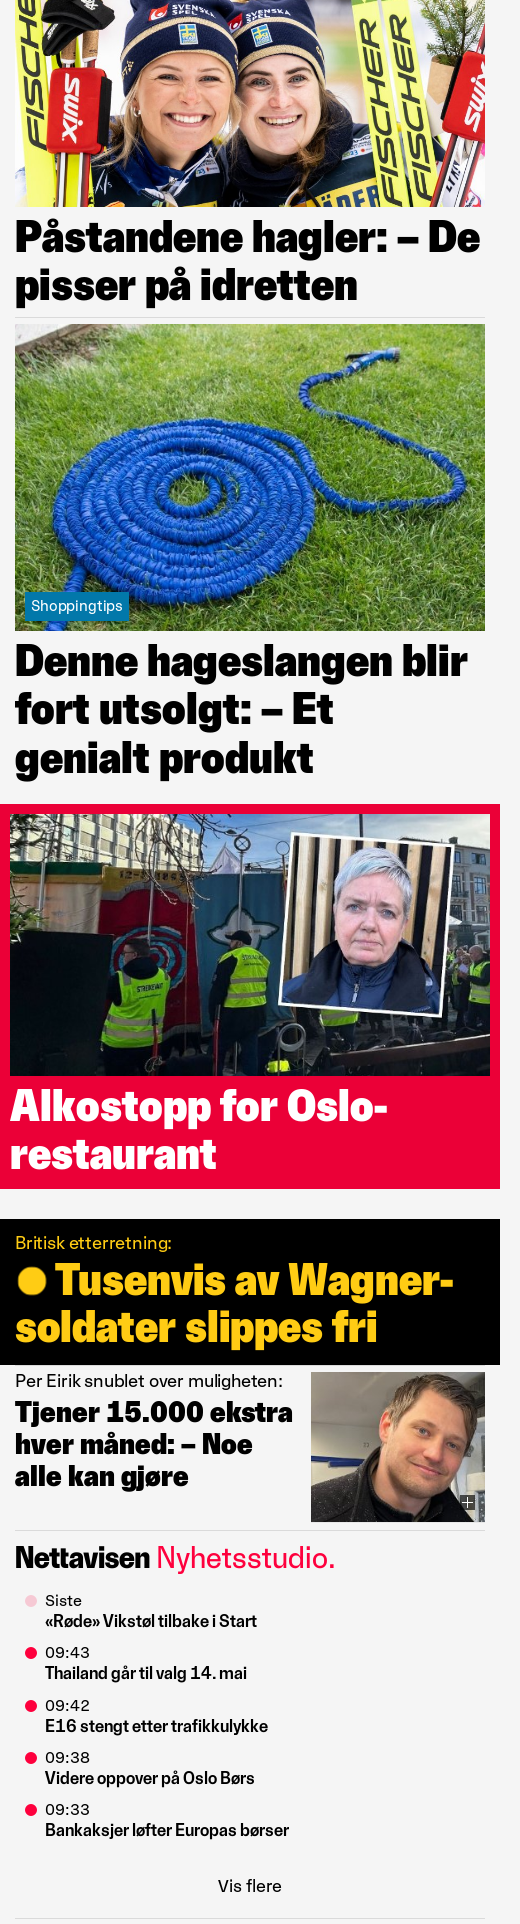 FISCHER
SWIX
SVENSKA
SPEL
SVENSKA
SPEL
FISCHER
FISCHER
SWIX
Påstandene hagler: – De
pisser på idretten
Shoppingtips
Denne hageslangen blir
fort utsolgt: – Et
genialt produkt
STREIKEVAKT
Alkostopp for Oslo-
restaurant
Britisk etterretning:
Tusenvis av Wagner-
soldater slippes fri
Per Eirik snublet over muligheten:
Tjener 15.000 ekstra
hver måned: – Noe
alle kan gjøre
Nettavisen Nyhetsstudio.
Siste
«Røde» Vikstøl tilbake i Start
09:43
Thailand går til valg 14. mai
09:42
E16 stengt etter trafikkulykke
09:38
Videre oppover på Oslo Børs
09:33
Bankaksjer løfter Europas børser
Vis flere